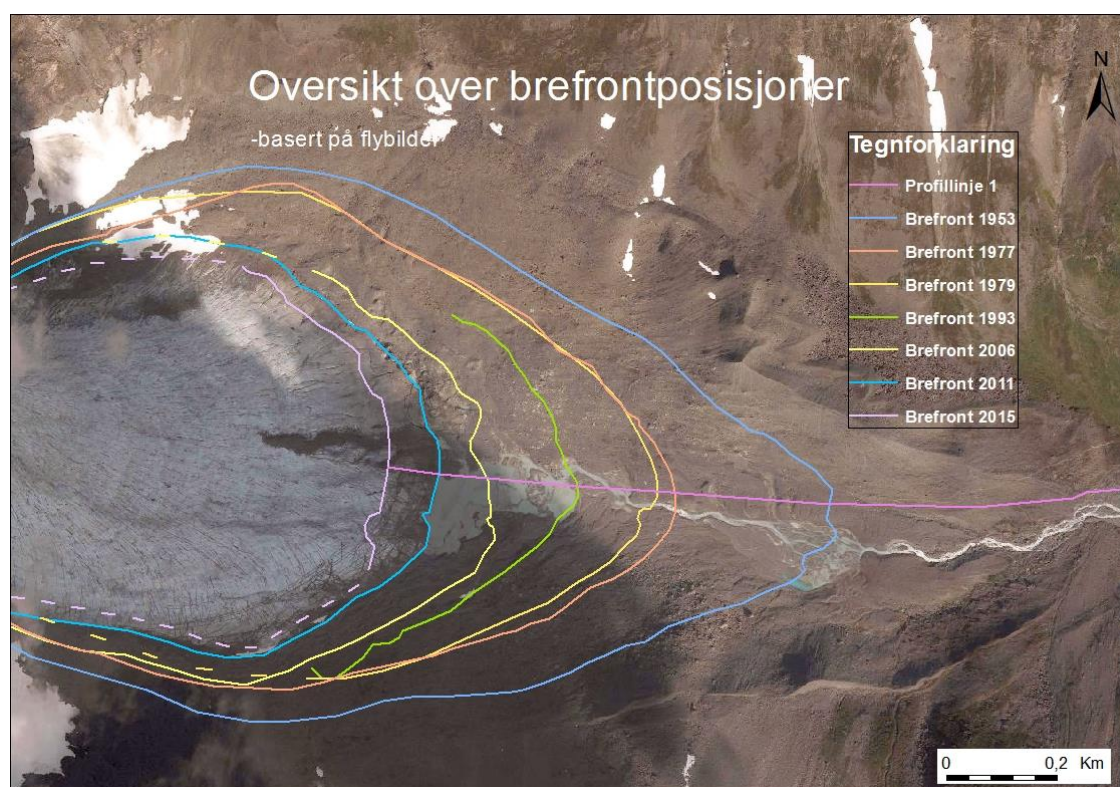 Oversikt over brefrontposisjoner
-basert på flybilder
N
Tegnforklaring
Profillinje 1
Brefront 1953
Brefront 1977
Brefront 1979
Brefront 1993
Brefront 2006
Brefront 2011
Brefront 2015
0 0,2 Km